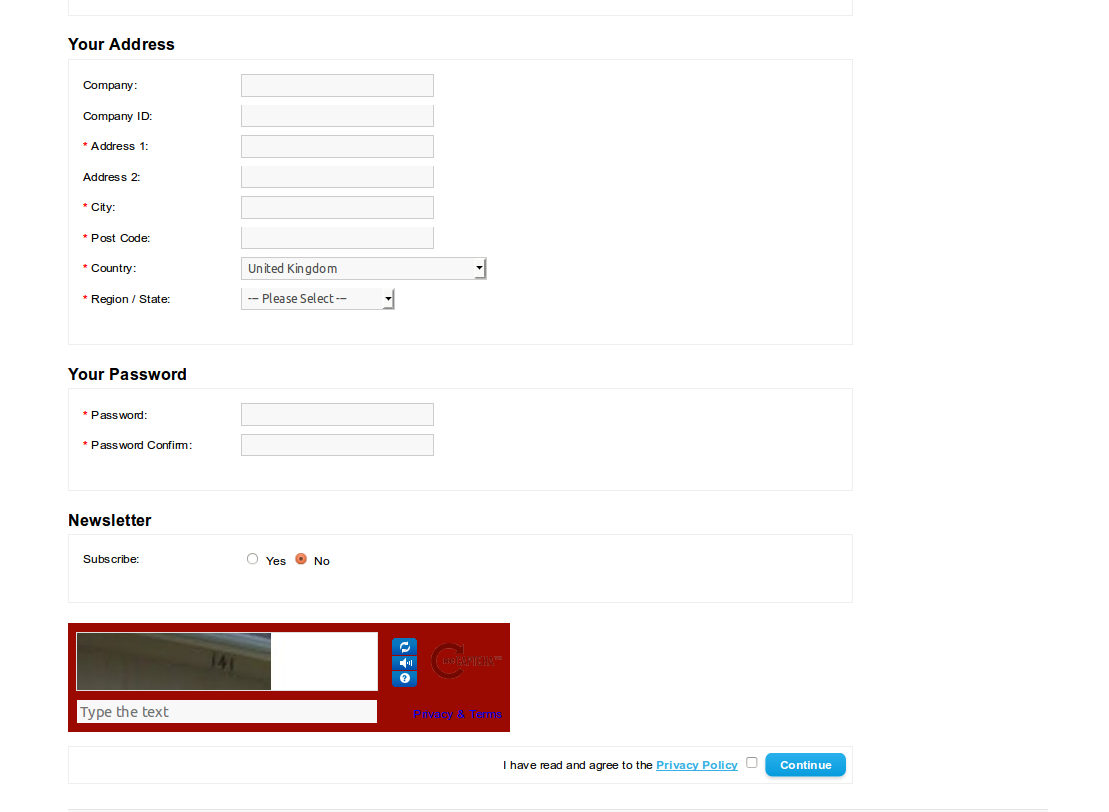 Your Address
Company:
Company ID:
* Address 1:
Address 2:
* City:
* Post Code:
* Country: United Kingdom
* Region / State: --- Please Select ---
Your Password
* Password:
* Password Confirm:
Newsletter
Subscribe: Yes No
141
Type the text
Privacy & Terms
I have read and agree to the Privacy Policy Continue